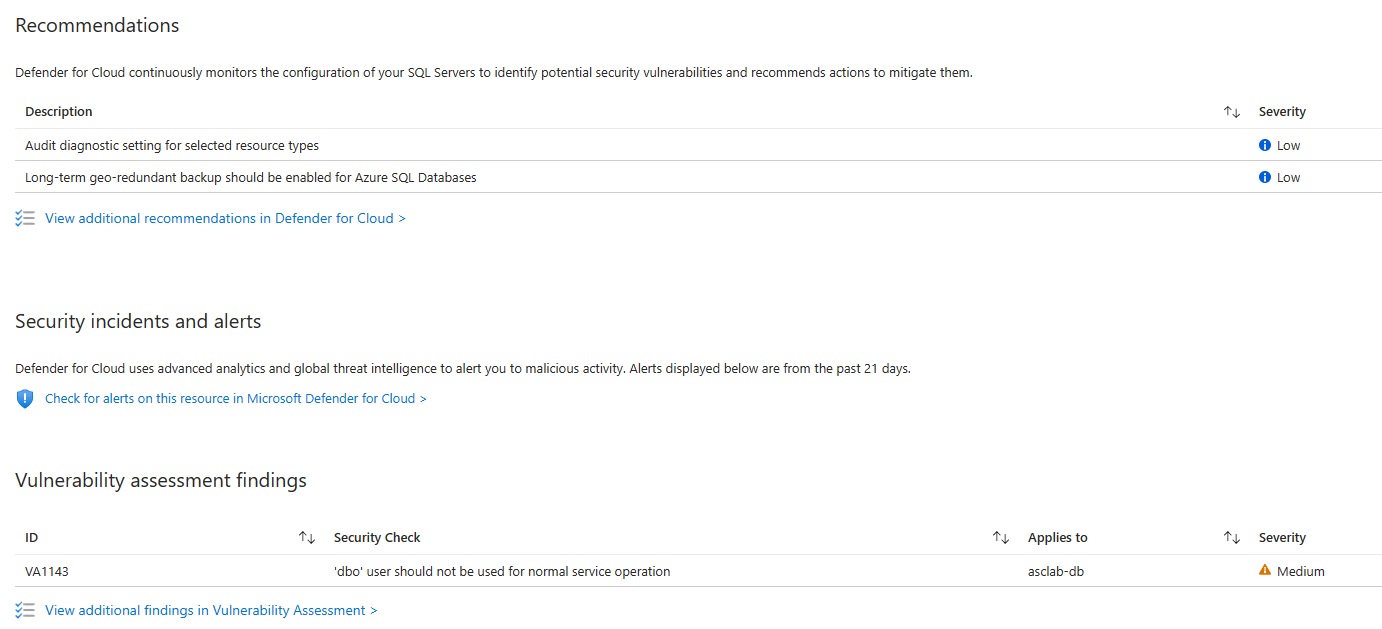 Recommendations
Defender for Cloud continuously monitors the configuration of your SQL Servers to identify potential security vulnerabilities and recommends actions to mitigate them.
Description Severity
Audit diagnostic setting for selected resource types Low
Long-term geo-redundant backup should be enabled for Azure SQL Databases Low
View additional recommendations in Defender for Cloud >
Security incidents and alerts
Defender for Cloud uses advanced analytics and global threat intelligence to alert you to malicious activity. Alerts displayed below are from the past 21 days.
Check for alerts on this resource in Microsoft Defender for Cloud >
Vulnerability assessment findings
ID Security Check Applies to Severity
VA1143 'dbo' user should not be used for normal service operation asclab-db Medium
View additional findings in Vulnerability Assessment >